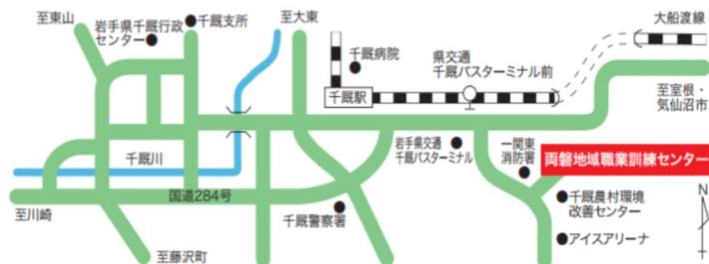 至東山
岩手県千厩行政
センター
千厩支所
至大東
大船渡線
千厩病院
県交通
千厩バスターミナル前
千厩駅
至室根・
気仙沼市
千厩川
岩手県交通
千厩バスターミナル
一関東
消防署
両磐地域職業訓練センター
国道284号
至川崎
千厩警察署
千厩農村環境
改善センター
N
アイスアリーナ
至藤沢町